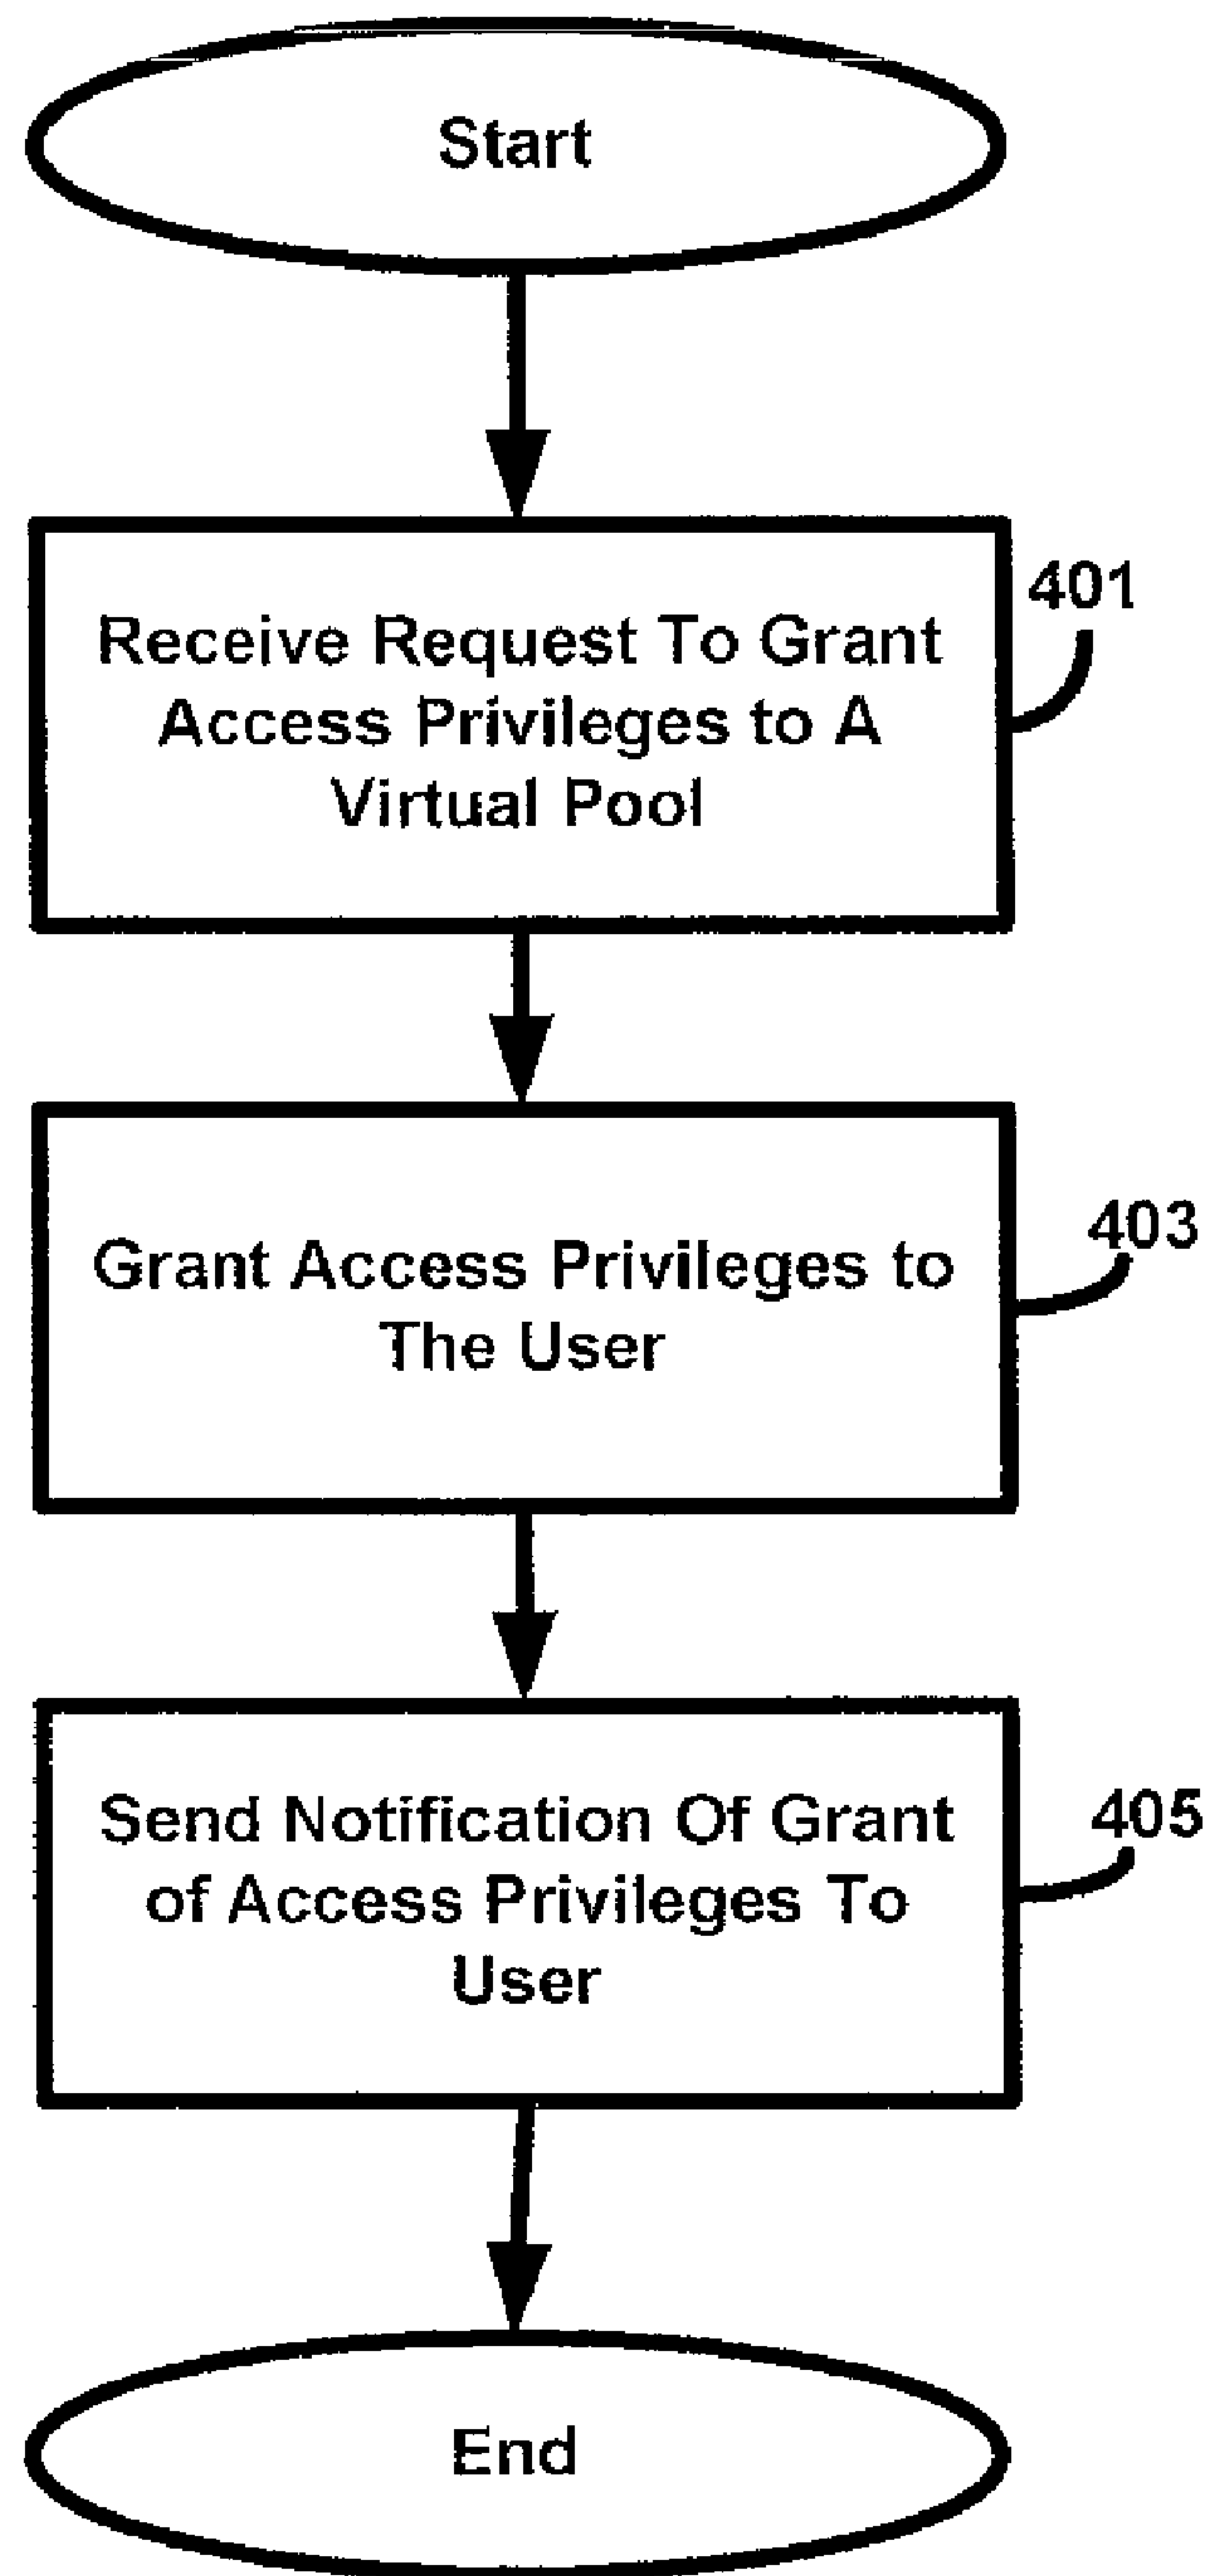 Start
Receive Request To Grant
Access Privileges to A
Virtual Pool
401
Grant Access Privileges to
The User
403
Send Notification Of Grant
of Access Privileges To
User
405
End